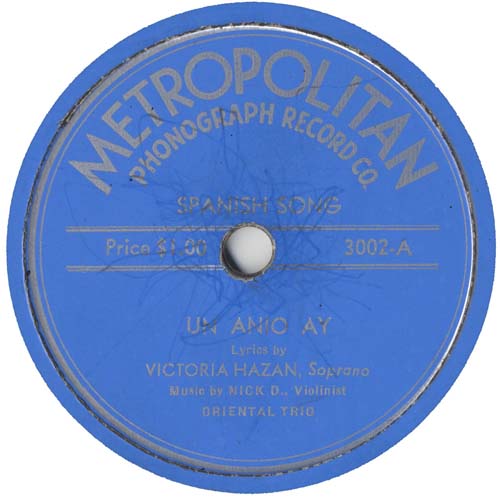 METROPOLITAN
PHONOGRAPH RECORD CO.
SPANISH SONG
Price $1.00 3002-A
UN ANIO AY
Lyrics by
VICTORIA HAZAN, Soprano
Music by NICK D., Violinist
ORIENTAL TRIO